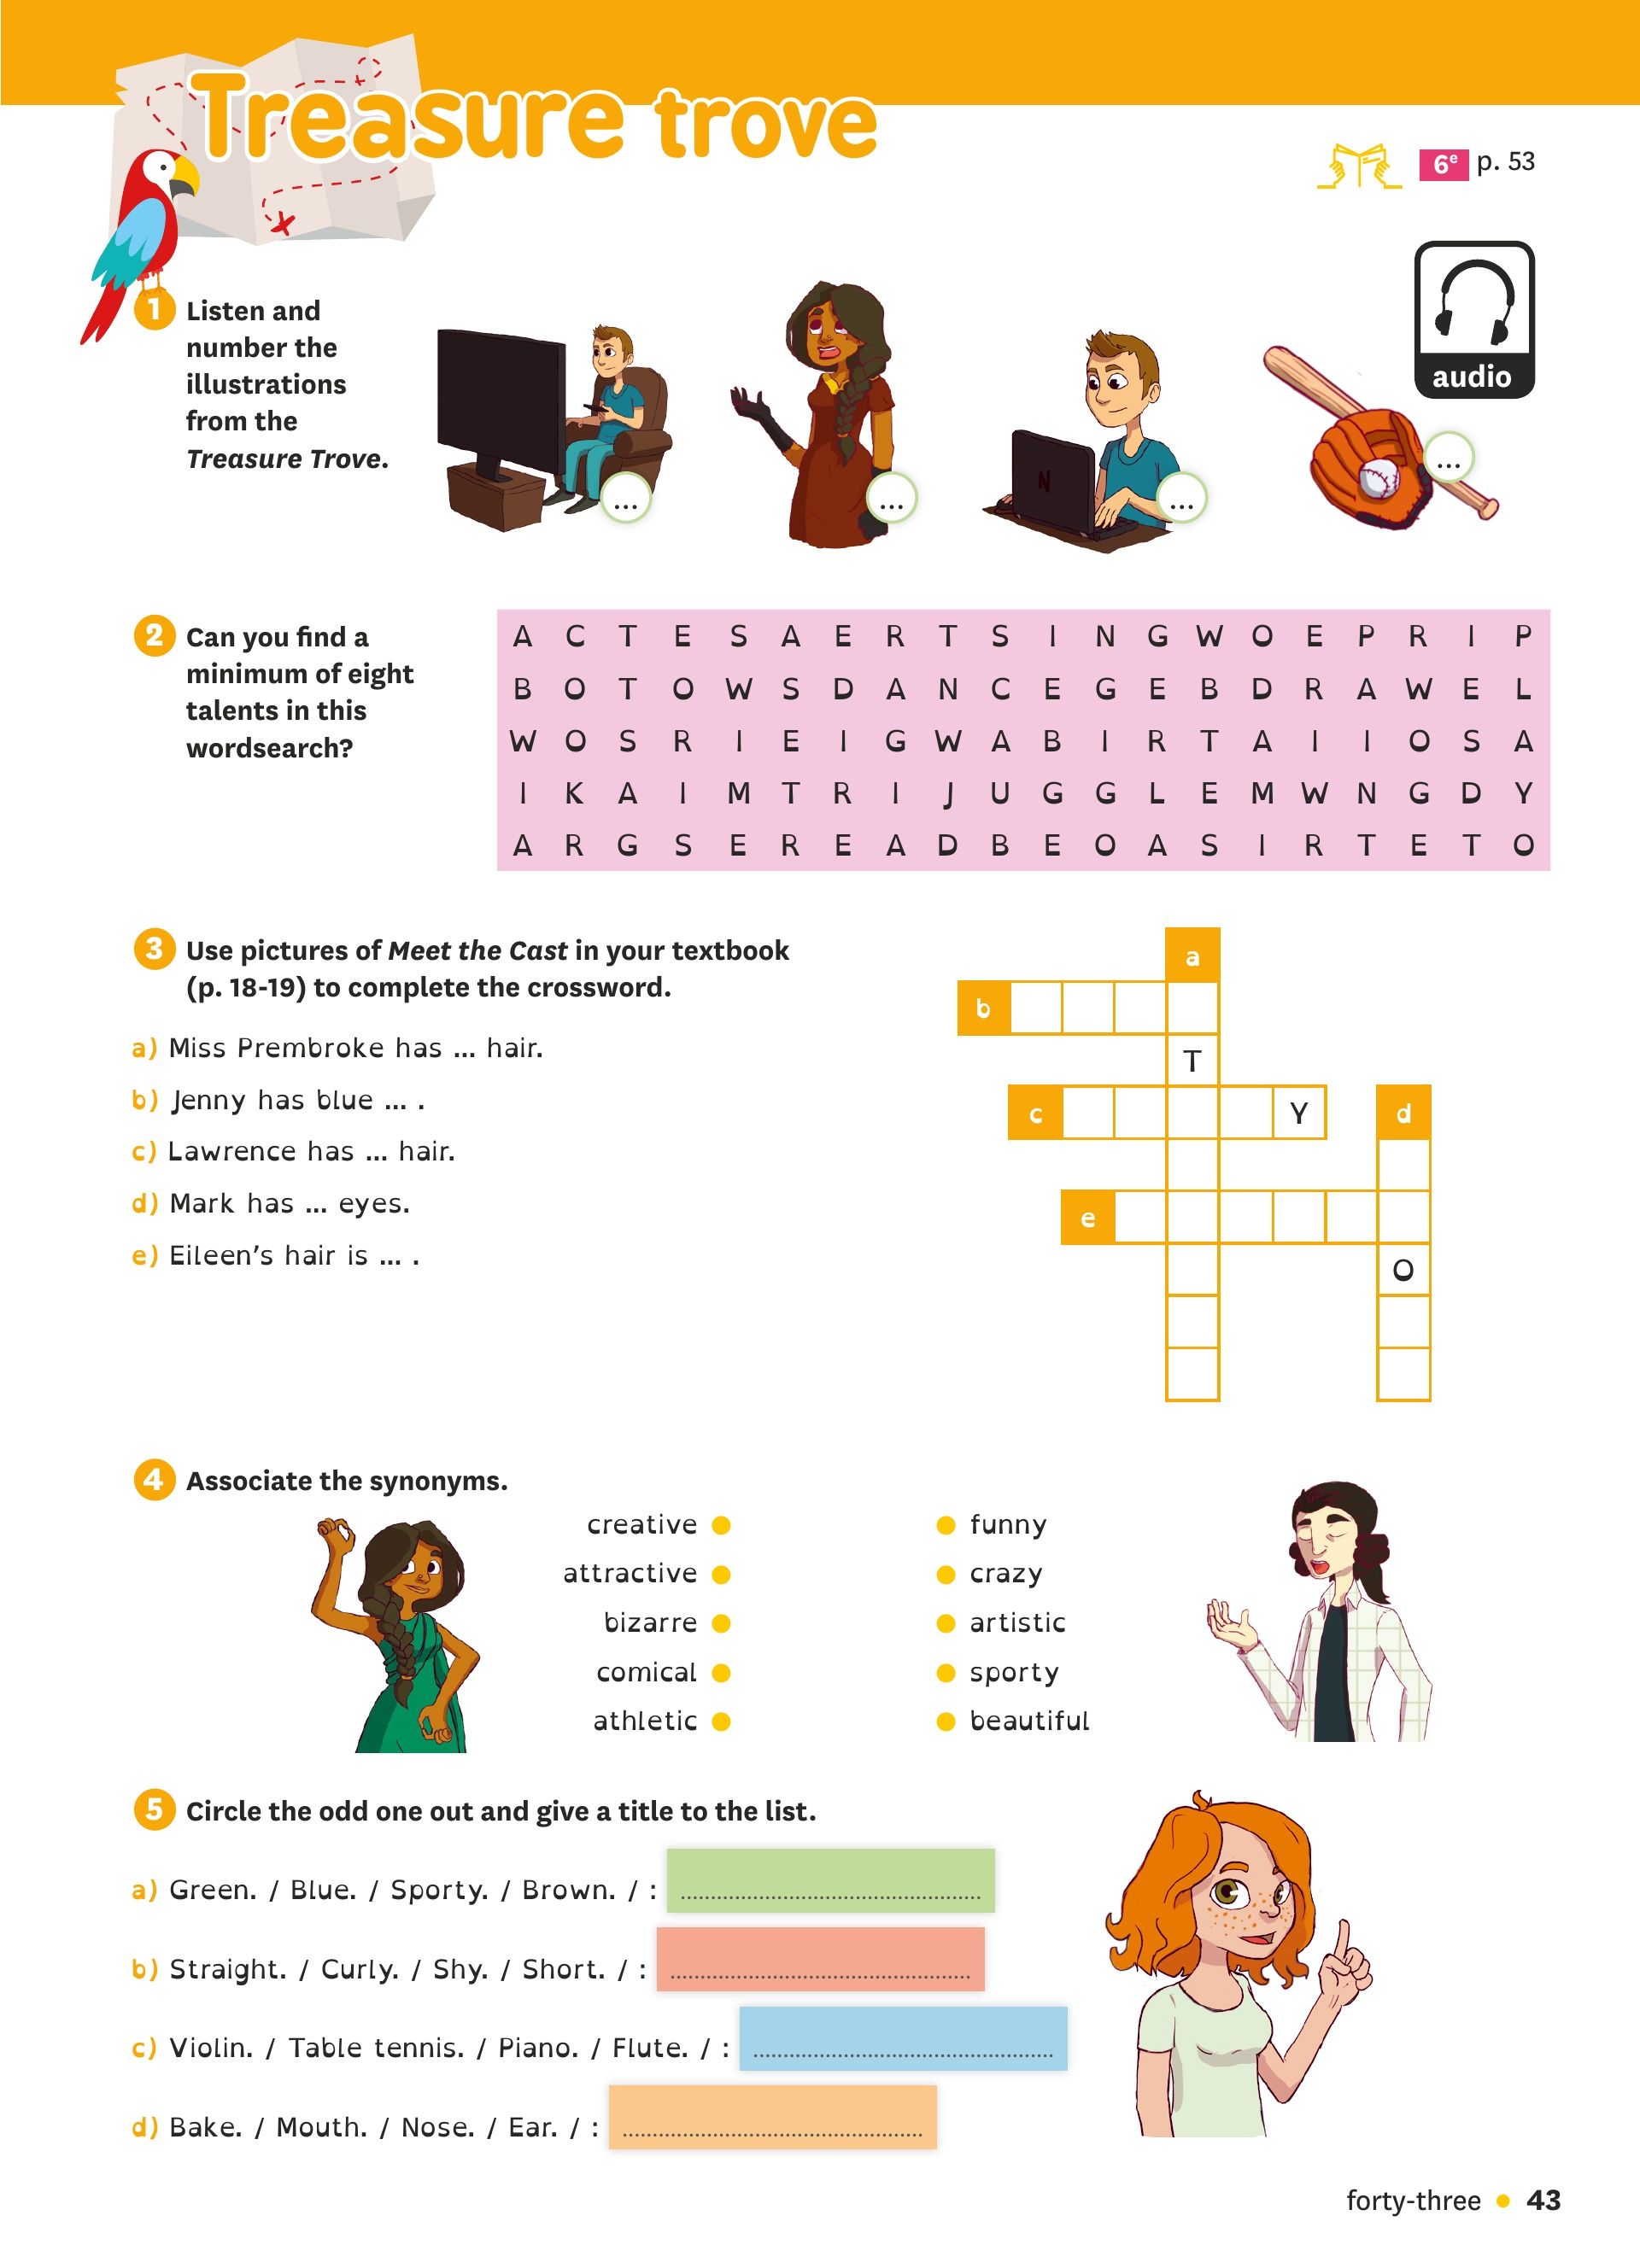 Treasure trove
6e p. 53
audio
1 Listen and
number the
illustrations
from the
Treasure Trove.
...
...
N
...
...
2 Can you find a
minimum of eight
talents in this
wordsearch?
A C T E S A E R T S I N G W O E P R I P
B O T O W S D A N C E G E B D R A W E L
W O S R I E I G W A B I R T A I I O S A
I K A I M T R I J U G G L E M W N G D Y
A R G S E R E A D B E O A S I R T E T O
3 Use pictures of Meet the Cast in your textbook
(p. 18-19) to complete the crossword.
a) Miss Prembroke has ... hair.
b) Jenny has blue ... .
c) Lawrence has ... hair.
d) Mark has ... eyes.
e) Eileen's hair is ... .
a
b
T
c Y d
e
O
4 Associate the synonyms.
creative funny
attractive crazy
bizarre artistic
comical sporty
athletic beautiful
5 Circle the odd one out and give a title to the list.
a) Green. / Blue. / Sporty. / Brown. / : ..................................................
b) Straight. / Curly. / Shy. / Short. / : ..................................................
c) Violin. / Table tennis. / Piano. / Flute. / : ..................................................
d) Bake. / Mouth. / Nose. / Ear. / : ..................................................
forty-three • 43